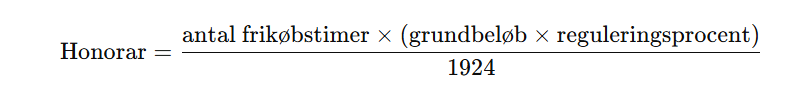 Honorar = antal frikøbstimer × (grundbeløb × reguleringsprocent)
1924